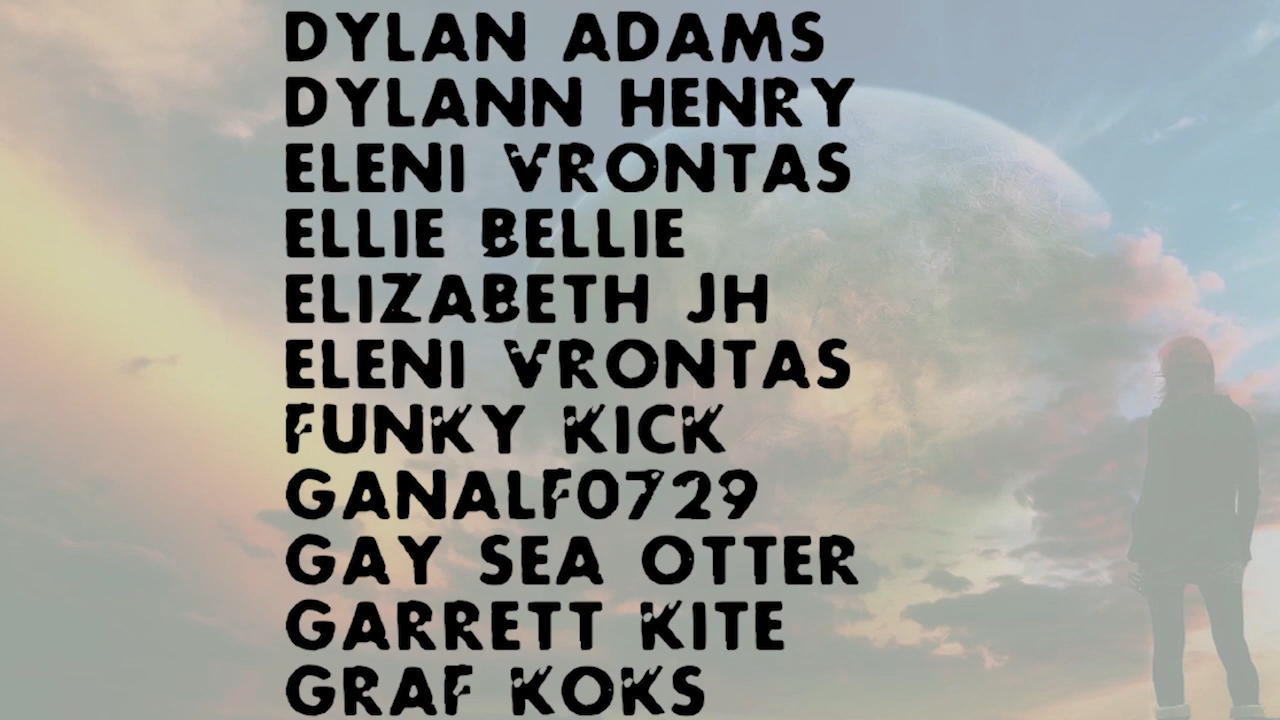 DYLAN ADAMS
DYLANN HENRY
ELENI VRONTAS
ELLIE BELLIE
ELIZABETH JH
ELENI VRONTAS
FUNKY KICK
GANALF0729
GAY SEA OTTER
GARRETT KITE
GRAF KOKS